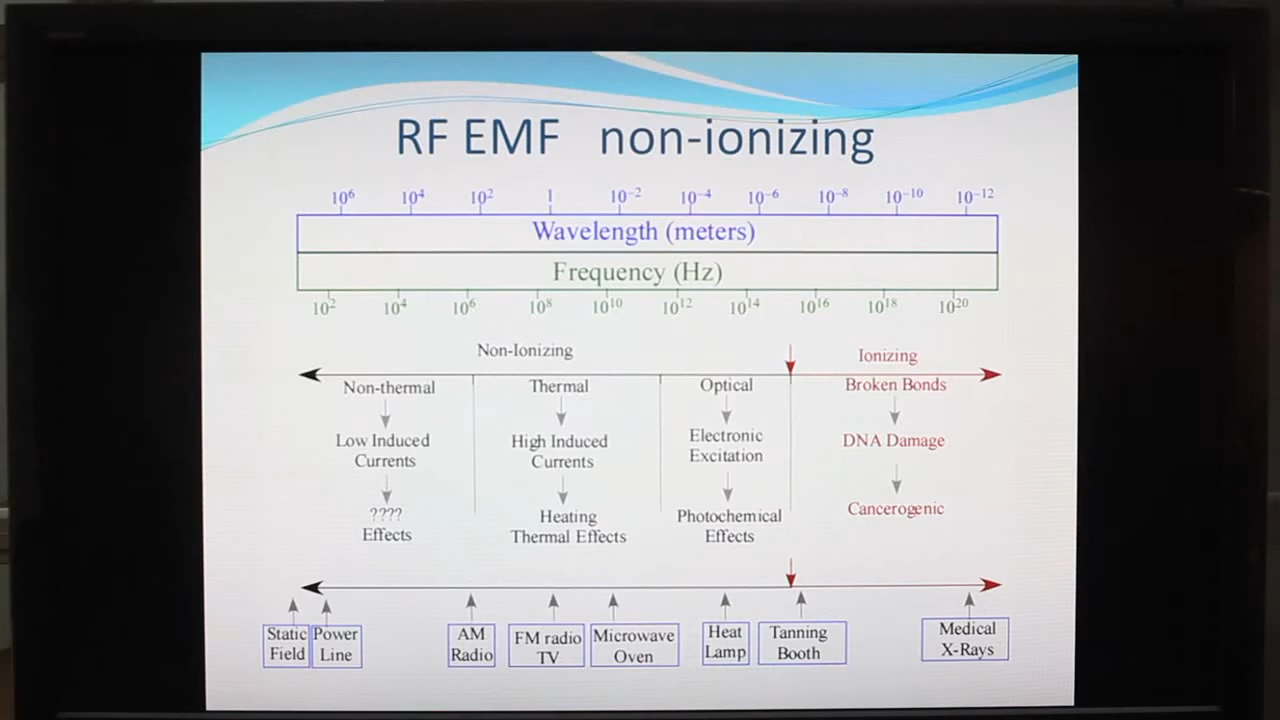 RF EMF non-ionizing
10⁶ 10⁴ 10² 1 10⁻² 10⁻⁴ 10⁻⁶ 10⁻⁸ 10⁻¹⁰ 10⁻¹²
Wavelength (meters)
Frequency (Hz)
10² 10⁴ 10⁶ 10⁸ 10¹⁰ 10¹² 10¹⁴ 10¹⁶ 10¹⁸ 10²⁰
Non-Ionizing
Ionizing
Non-thermal
Low Induced
Currents
????
Effects
Thermal
High Induced
Currents
Heating
Thermal Effects
Optical
Electronic
Excitation
Photochemical
Effects
Broken Bonds
DNA Damage
Cancerogenic
Static
Field
Power
Line
AM
Radio
FM radio
TV
Microwave
Oven
Heat
Lamp
Tanning
Booth
Medical
X-Rays